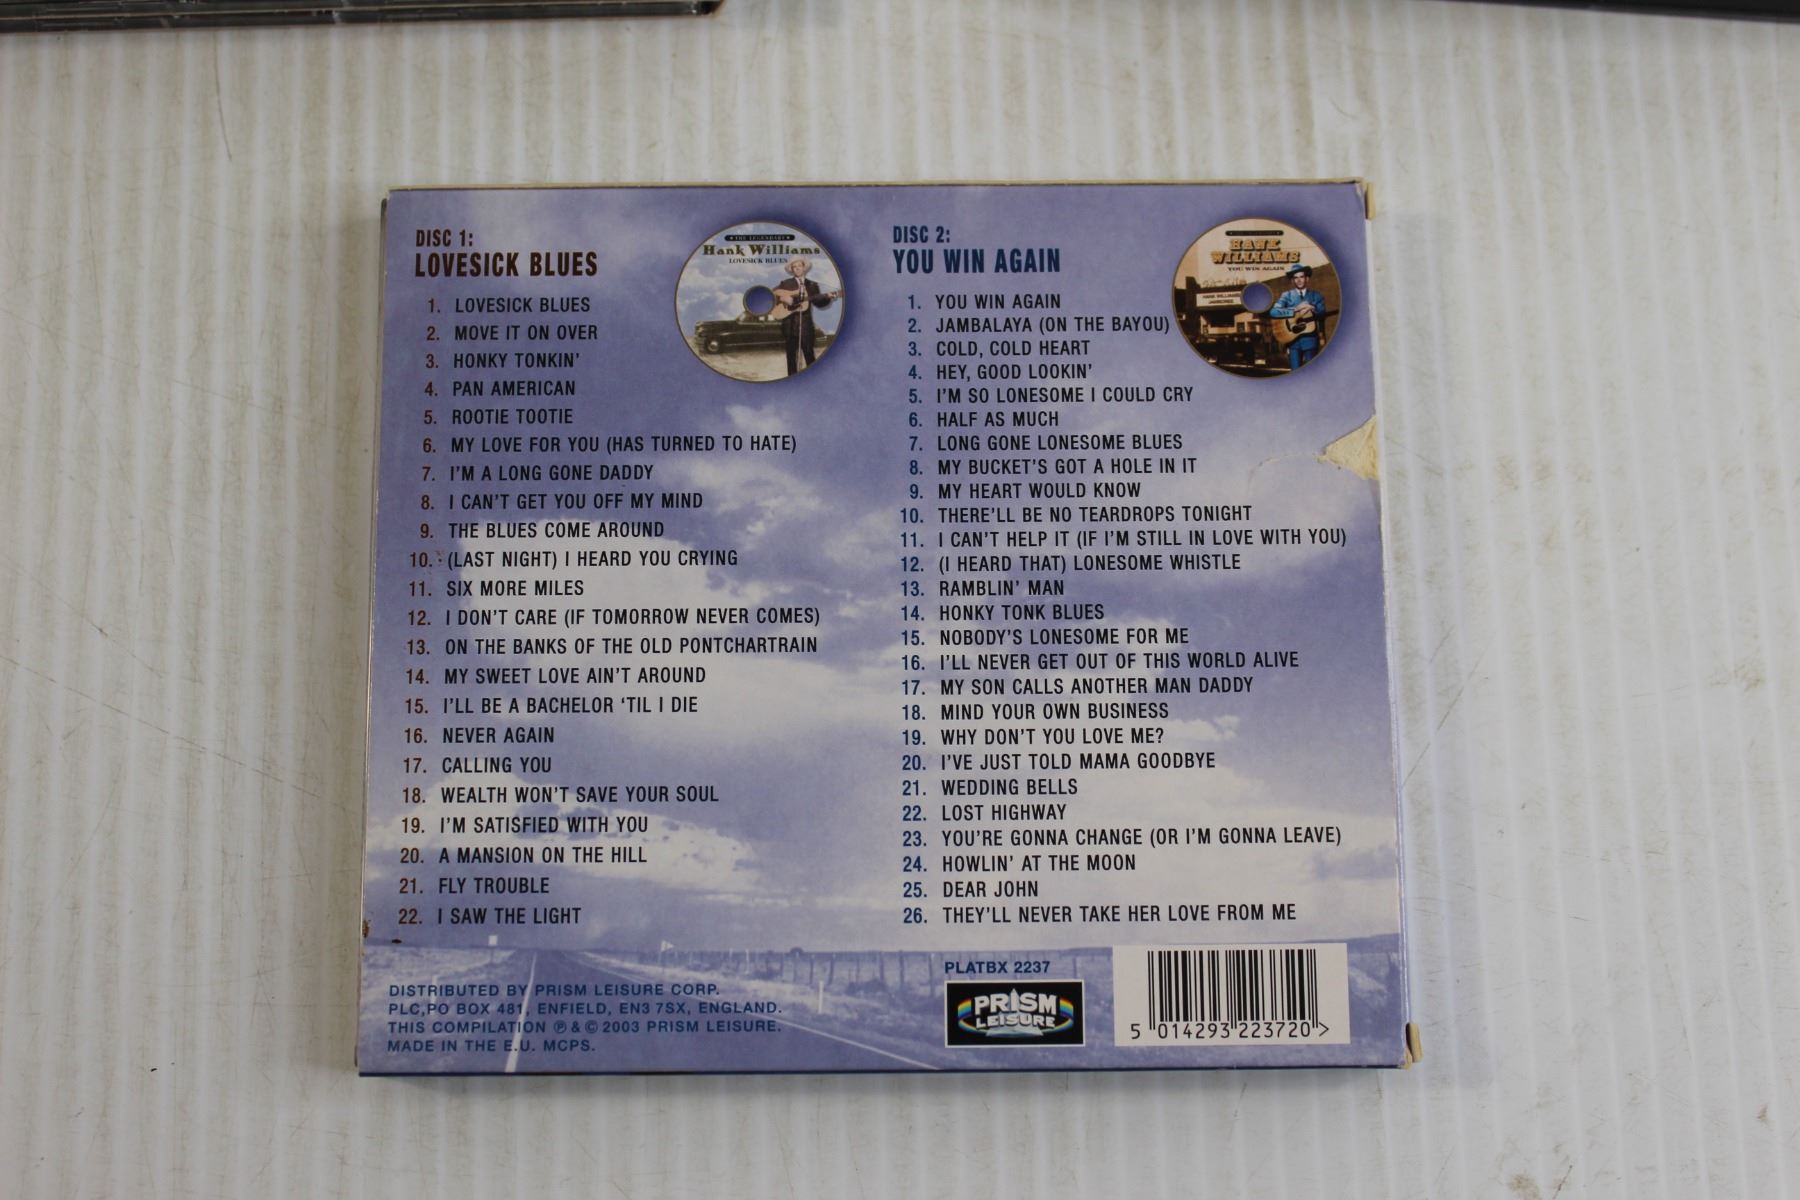 DISC 1:
LOVESICK BLUES
THE LEGENDARY
Hank Williams
LOVESICK BLUES
1. LOVESICK BLUES
2. MOVE IT ON OVER
3. HONKY TONKIN'
4. PAN AMERICAN
5. ROOTIE TOOTIE
6. MY LOVE FOR YOU (HAS TURNED TO HATE)
7. I'M A LONG GONE DADDY
8. I CAN'T GET YOU OFF MY MIND
9. THE BLUES COME AROUND
10. (LAST NIGHT) I HEARD YOU CRYING
11. SIX MORE MILES
12. I DON'T CARE (IF TOMORROW NEVER COMES)
13. ON THE BANKS OF THE OLD PONTCHARTRAIN
14. MY SWEET LOVE AIN'T AROUND
15. I'LL BE A BACHELOR 'TIL I DIE
16. NEVER AGAIN
17. CALLING YOU
18. WEALTH WON'T SAVE YOUR SOUL
19. I'M SATISFIED WITH YOU
20. A MANSION ON THE HILL
21. FLY TROUBLE
22. I SAW THE LIGHT
DISC 2:
YOU WIN AGAIN
HANK
WILLIAMS
YOU WIN AGAIN
HANK WILLIAMS
JAMBOREE
1. YOU WIN AGAIN
2. JAMBALAYA (ON THE BAYOU)
3. COLD, COLD HEART
4. HEY, GOOD LOOKIN'
5. I'M SO LONESOME I COULD CRY
6. HALF AS MUCH
7. LONG GONE LONESOME BLUES
8. MY BUCKET'S GOT A HOLE IN IT
9. MY HEART WOULD KNOW
10. THERE'LL BE NO TEARDROPS TONIGHT
11. I CAN'T HELP IT (IF I'M STILL IN LOVE WITH YOU)
12. (I HEARD THAT) LONESOME WHISTLE
13. RAMBLIN' MAN
14. HONKY TONK BLUES
15. NOBODY'S LONESOME FOR ME
16. I'LL NEVER GET OUT OF THIS WORLD ALIVE
17. MY SON CALLS ANOTHER MAN DADDY
18. MIND YOUR OWN BUSINESS
19. WHY DON'T YOU LOVE ME?
20. I'VE JUST TOLD MAMA GOODBYE
21. WEDDING BELLS
22. LOST HIGHWAY
23. YOU'RE GONNA CHANGE (OR I'M GONNA LEAVE)
24. HOWLIN' AT THE MOON
25. DEAR JOHN
26. THEY'LL NEVER TAKE HER LOVE FROM ME
DISTRIBUTED BY PRISM LEISURE CORP.
PLC,PO BOX 481, ENFIELD, EN3 7SX, ENGLAND.
THIS COMPILATION ℗ & © 2003 PRISM LEISURE.
MADE IN THE E.U. MCPS.
PLATBX 2237
PRISM
LEISURE
5 014293 223720 >